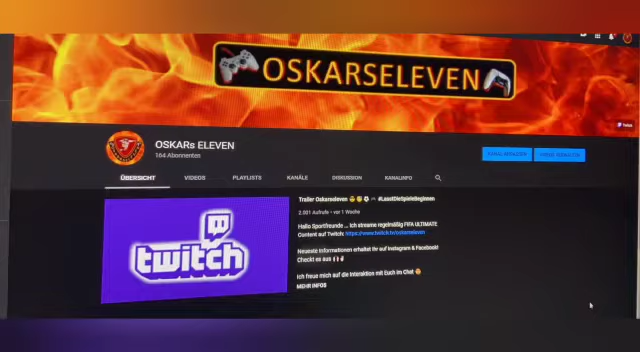 OSKARSELEVEN
OSKARs ELEVEN
164 Abonnenten
ÜBERSICHT VIDEOS PLAYLISTS KANÄLE DISKUSSION KANALINFO
Trailer Oskarseleven #LasstDieSpieleBeginnen
2.001 Aufrufe • vor 1 Woche
Hallo Sportfreunde ... Ich streame regelmäßig FIFA ULTIMATE
Content auf Twitch: https://www.twitch.tv/oskarseleven
Neueste Informationen erhaltet ihr auf Instagram & Facebook!
Checkt es aus
Ich freue mich auf die Interaktion mit Euch im Chat
MEHR INFOS
twitch